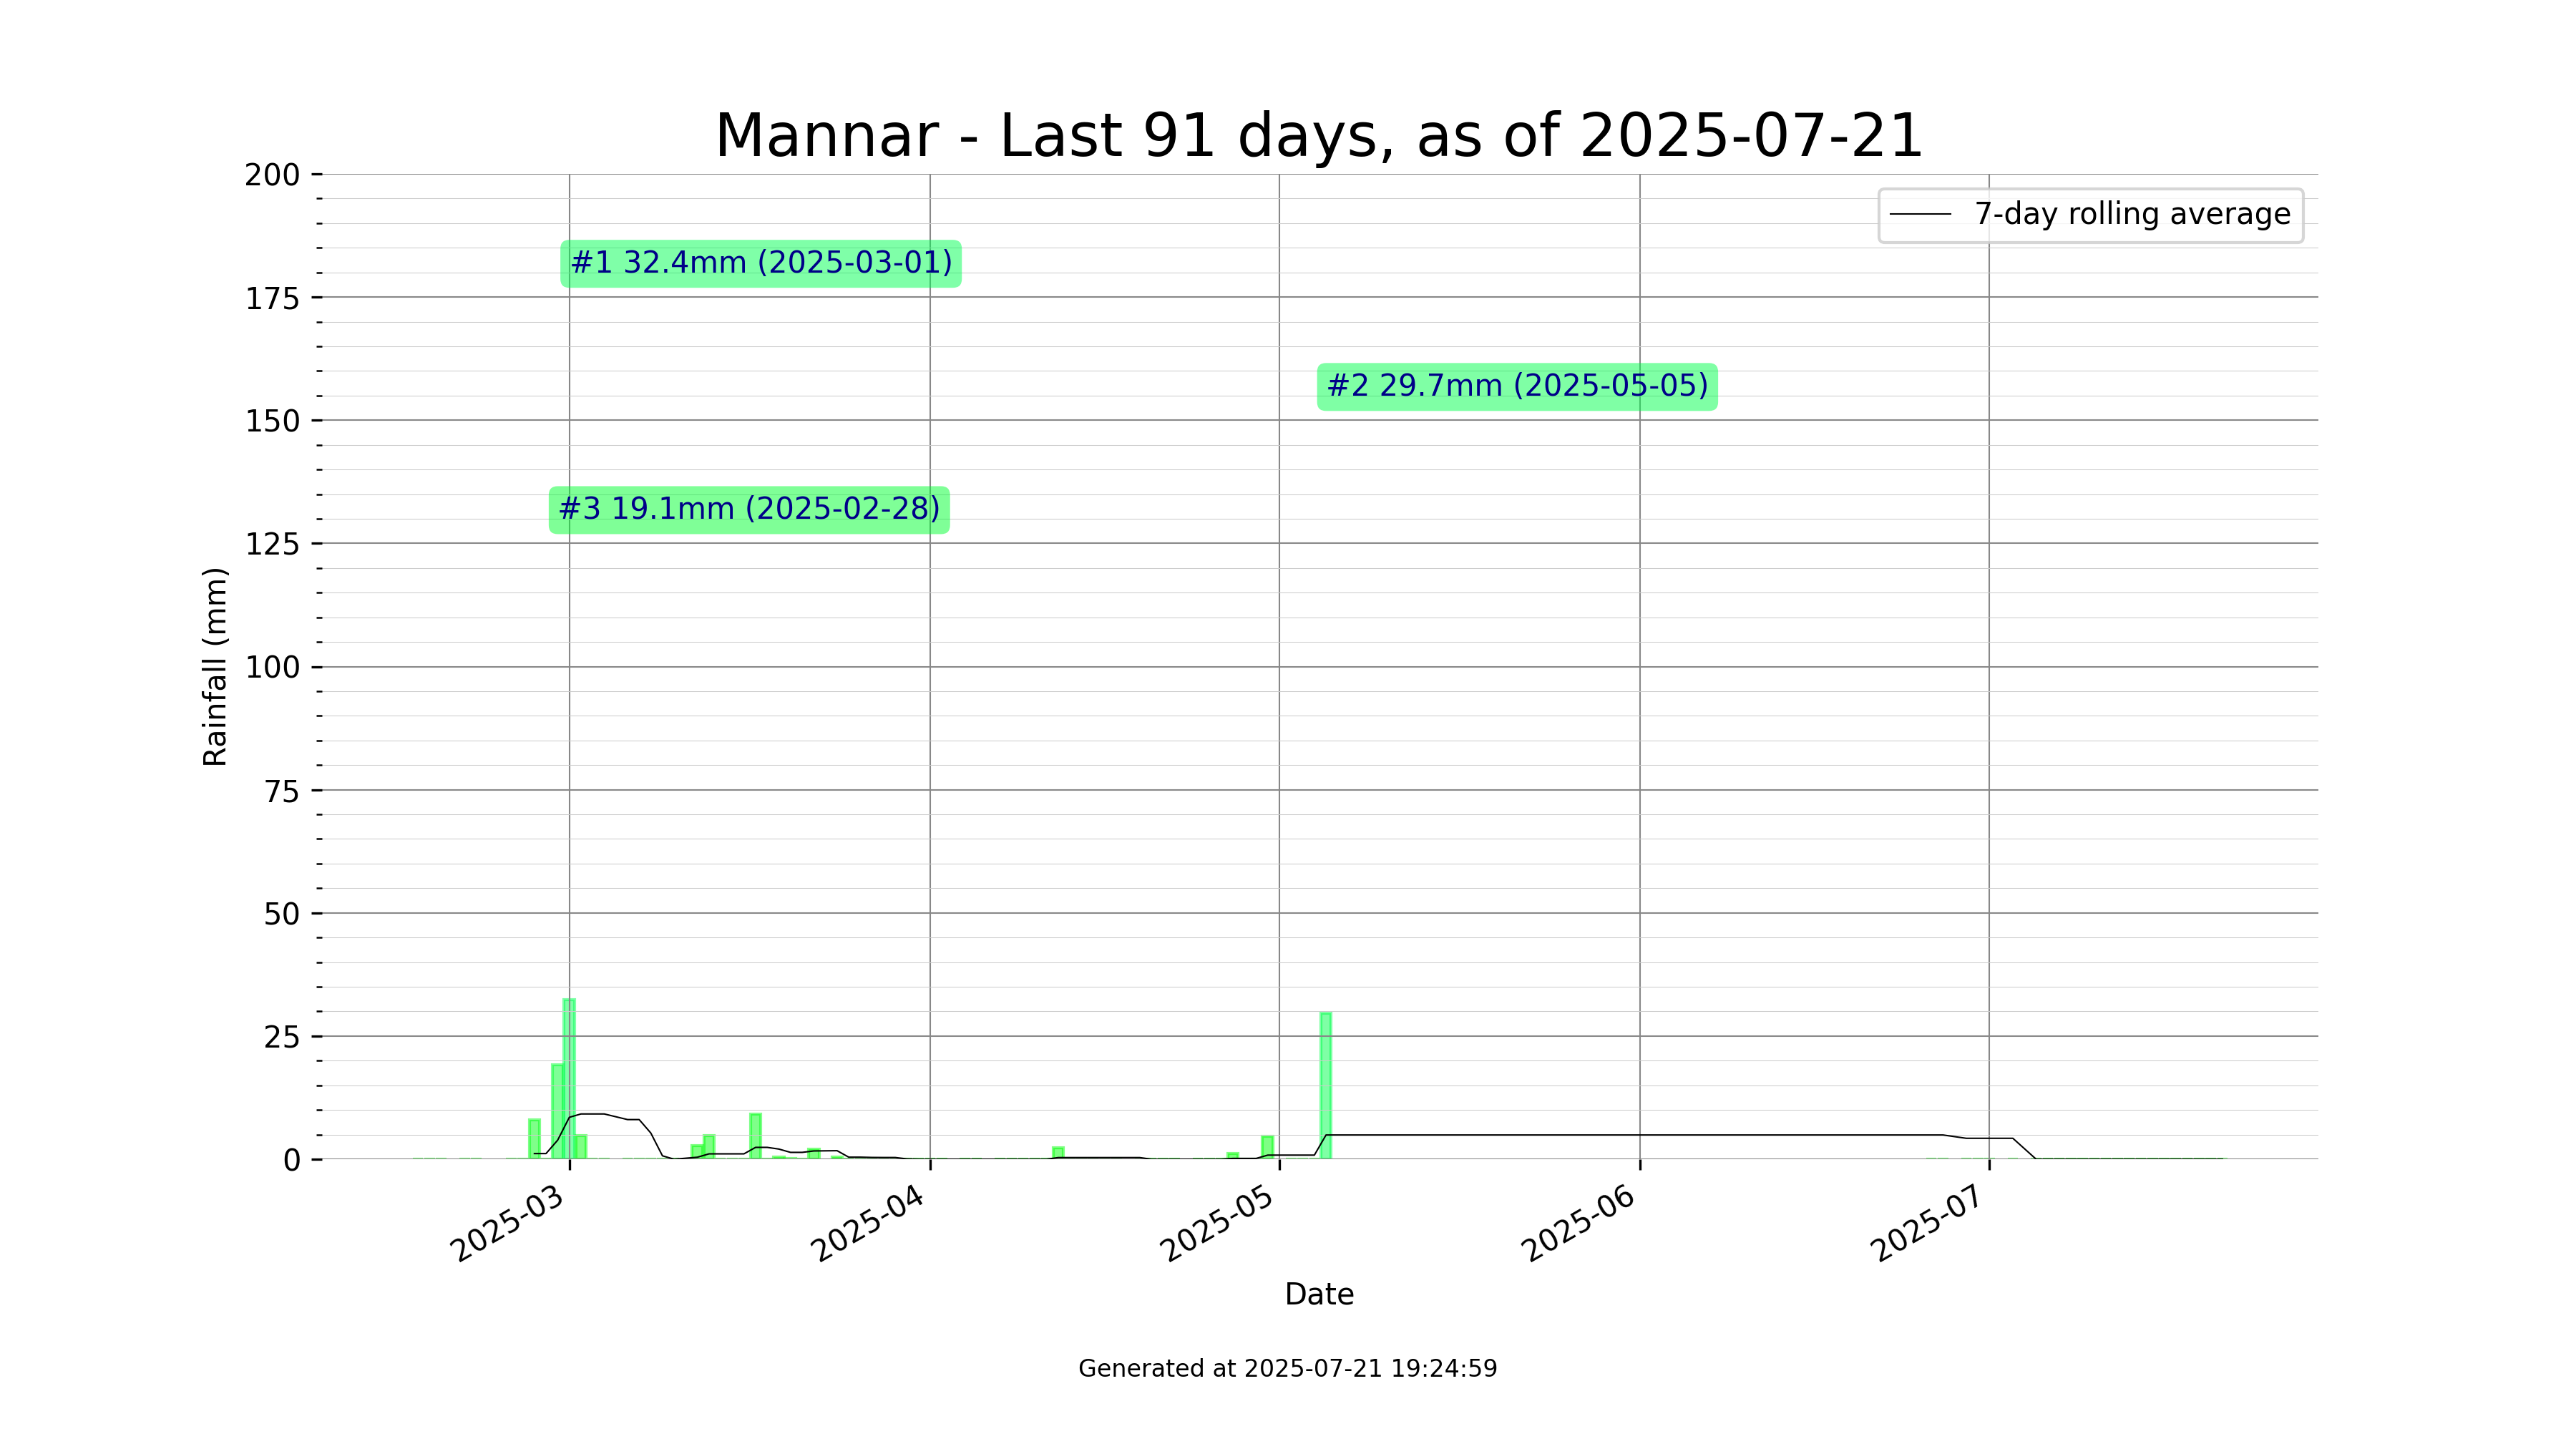 Mannar - Last 91 days, as of 2025-07-21
200
175
150
125
100
75
50
25
0
Rainfall (mm)
7-day rolling average
#1 32.4mm (2025-03-01)
#2 29.7mm (2025-05-05)
#3 19.1mm (2025-02-28)
2025-03
2025-04
2025-05
2025-06
2025-07
Date
Generated at 2025-07-21 19:24:59